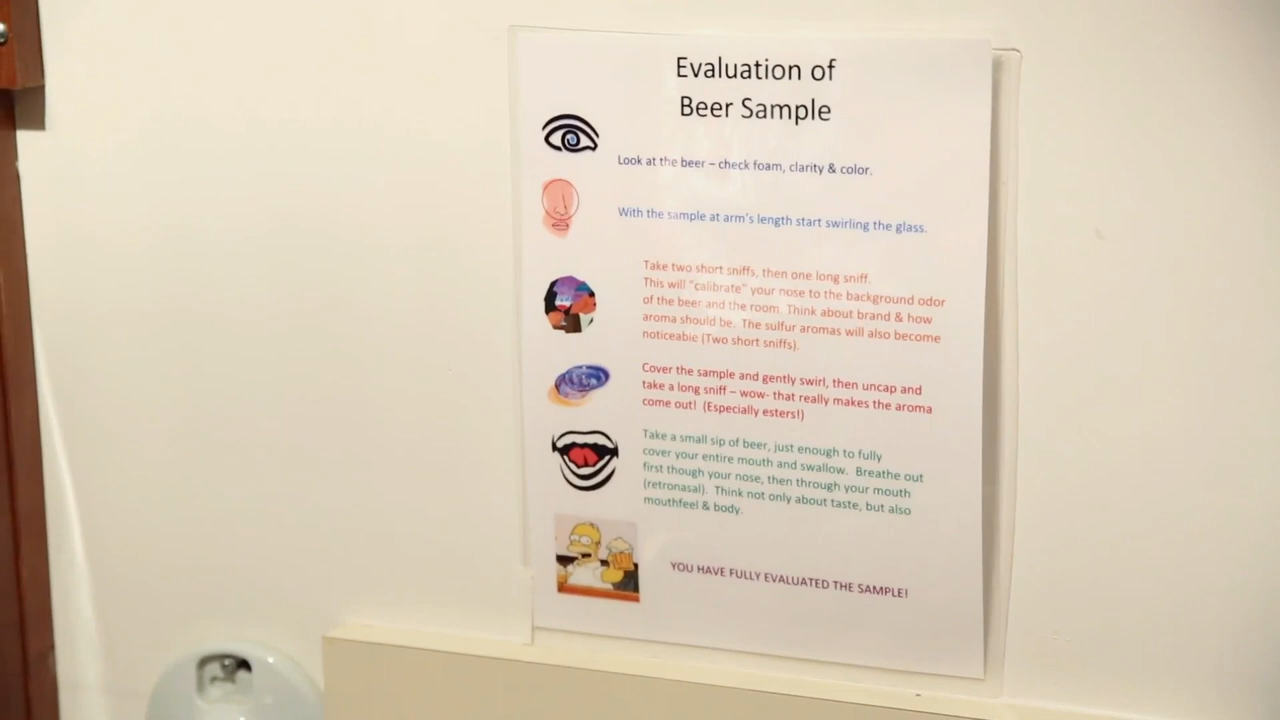 Evaluation of
Beer Sample
Look at the beer – check foam, clarity & color.
With the sample at arm's length start swirling the glass.
Take two short sniffs, then one long sniff.
This will "calibrate" your nose to the background odor
of the beer and the room. Think about brand & how
aroma should be. The sulfur aromas will also become
noticeable (Two short sniffs).
Cover the sample and gently swirl, then uncap and
take a long sniff – wow- that really makes the aroma
come out! (Especially esters!)
Take a small sip of beer, just enough to fully
cover your entire mouth and swallow. Breathe out
first though your nose, then through your mouth
(retronasal). Think not only about taste, but also
mouthfeel & body.
YOU HAVE FULLY EVALUATED THE SAMPLE!